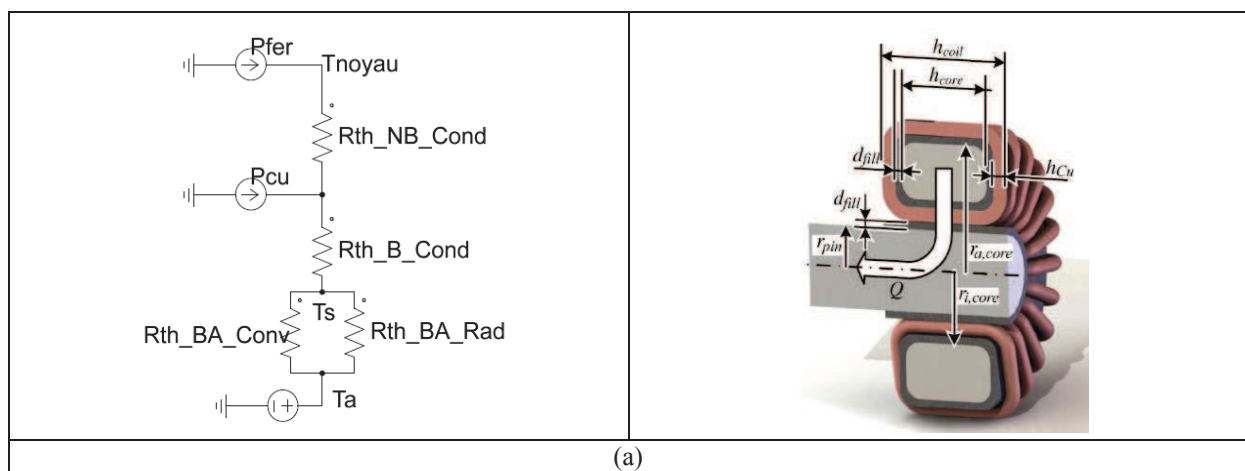 Pfer
Tnoyau
Rth_NB_Cond
Pcu
Rth_B_Cond
Ts
Rth_BA_Conv
Rth_BA_Rad
Ta
h_coil
h_core
d_fill
h_Cu
d_fill
r_pin
r_a,core
Q
r_i,core
(a)